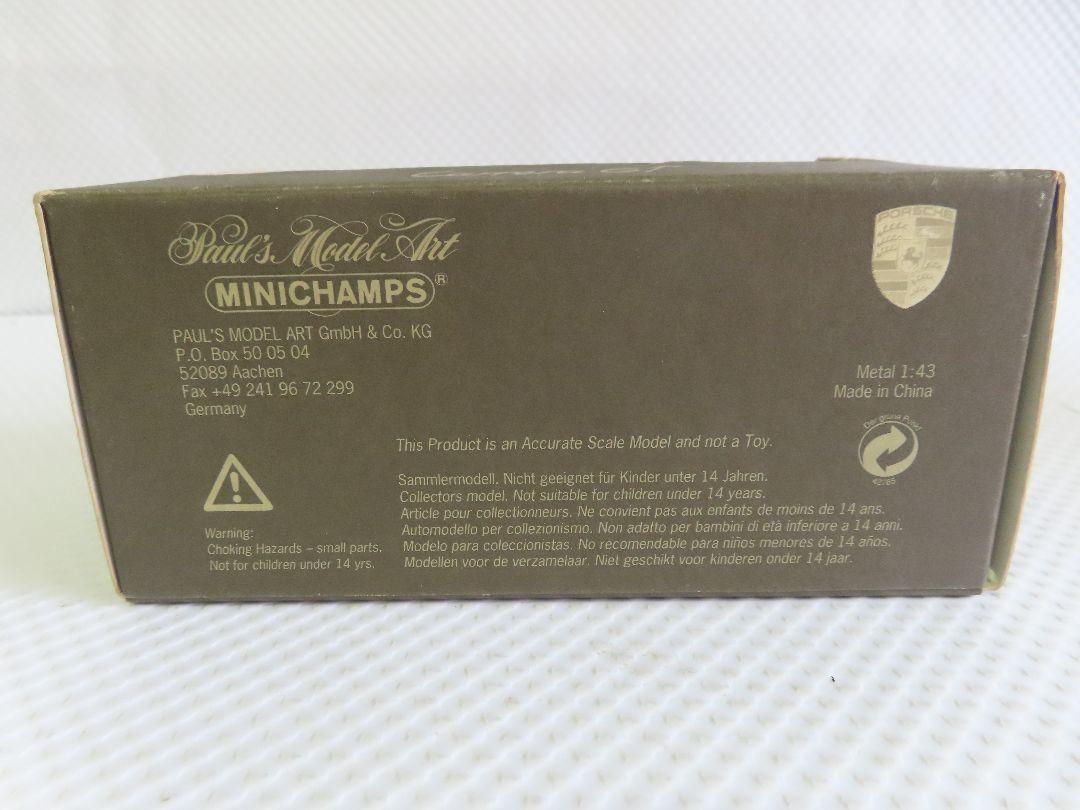 Carrera GT
Paul's Model Art
MINICHAMPS®
PAUL'S MODEL ART GmbH & Co. KG
P.O. Box 50 05 04
52089 Aachen
Fax +49 241 96 72 299
Germany
PORSCHE
Metal 1:43
Made in China
Der Grüne Punkt
42765
This Product is an Accurate Scale Model and not a Toy.
Warning:
Choking Hazards – small parts.
Not for children under 14 yrs.
Sammlermodell. Nicht geeignet für Kinder unter 14 Jahren.
Collectors model. Not suitable for children under 14 years.
Article pour collectionneurs. Ne convient pas aux enfants de moins de 14 ans.
Automodello per collezionismo. Non adatto per bambini di età inferiore a 14 anni.
Modelo para coleccionistas. No recomendable para niños menores de 14 años.
Modellen voor de verzamelaar. Niet geschikt voor kinderen onder 14 jaar.